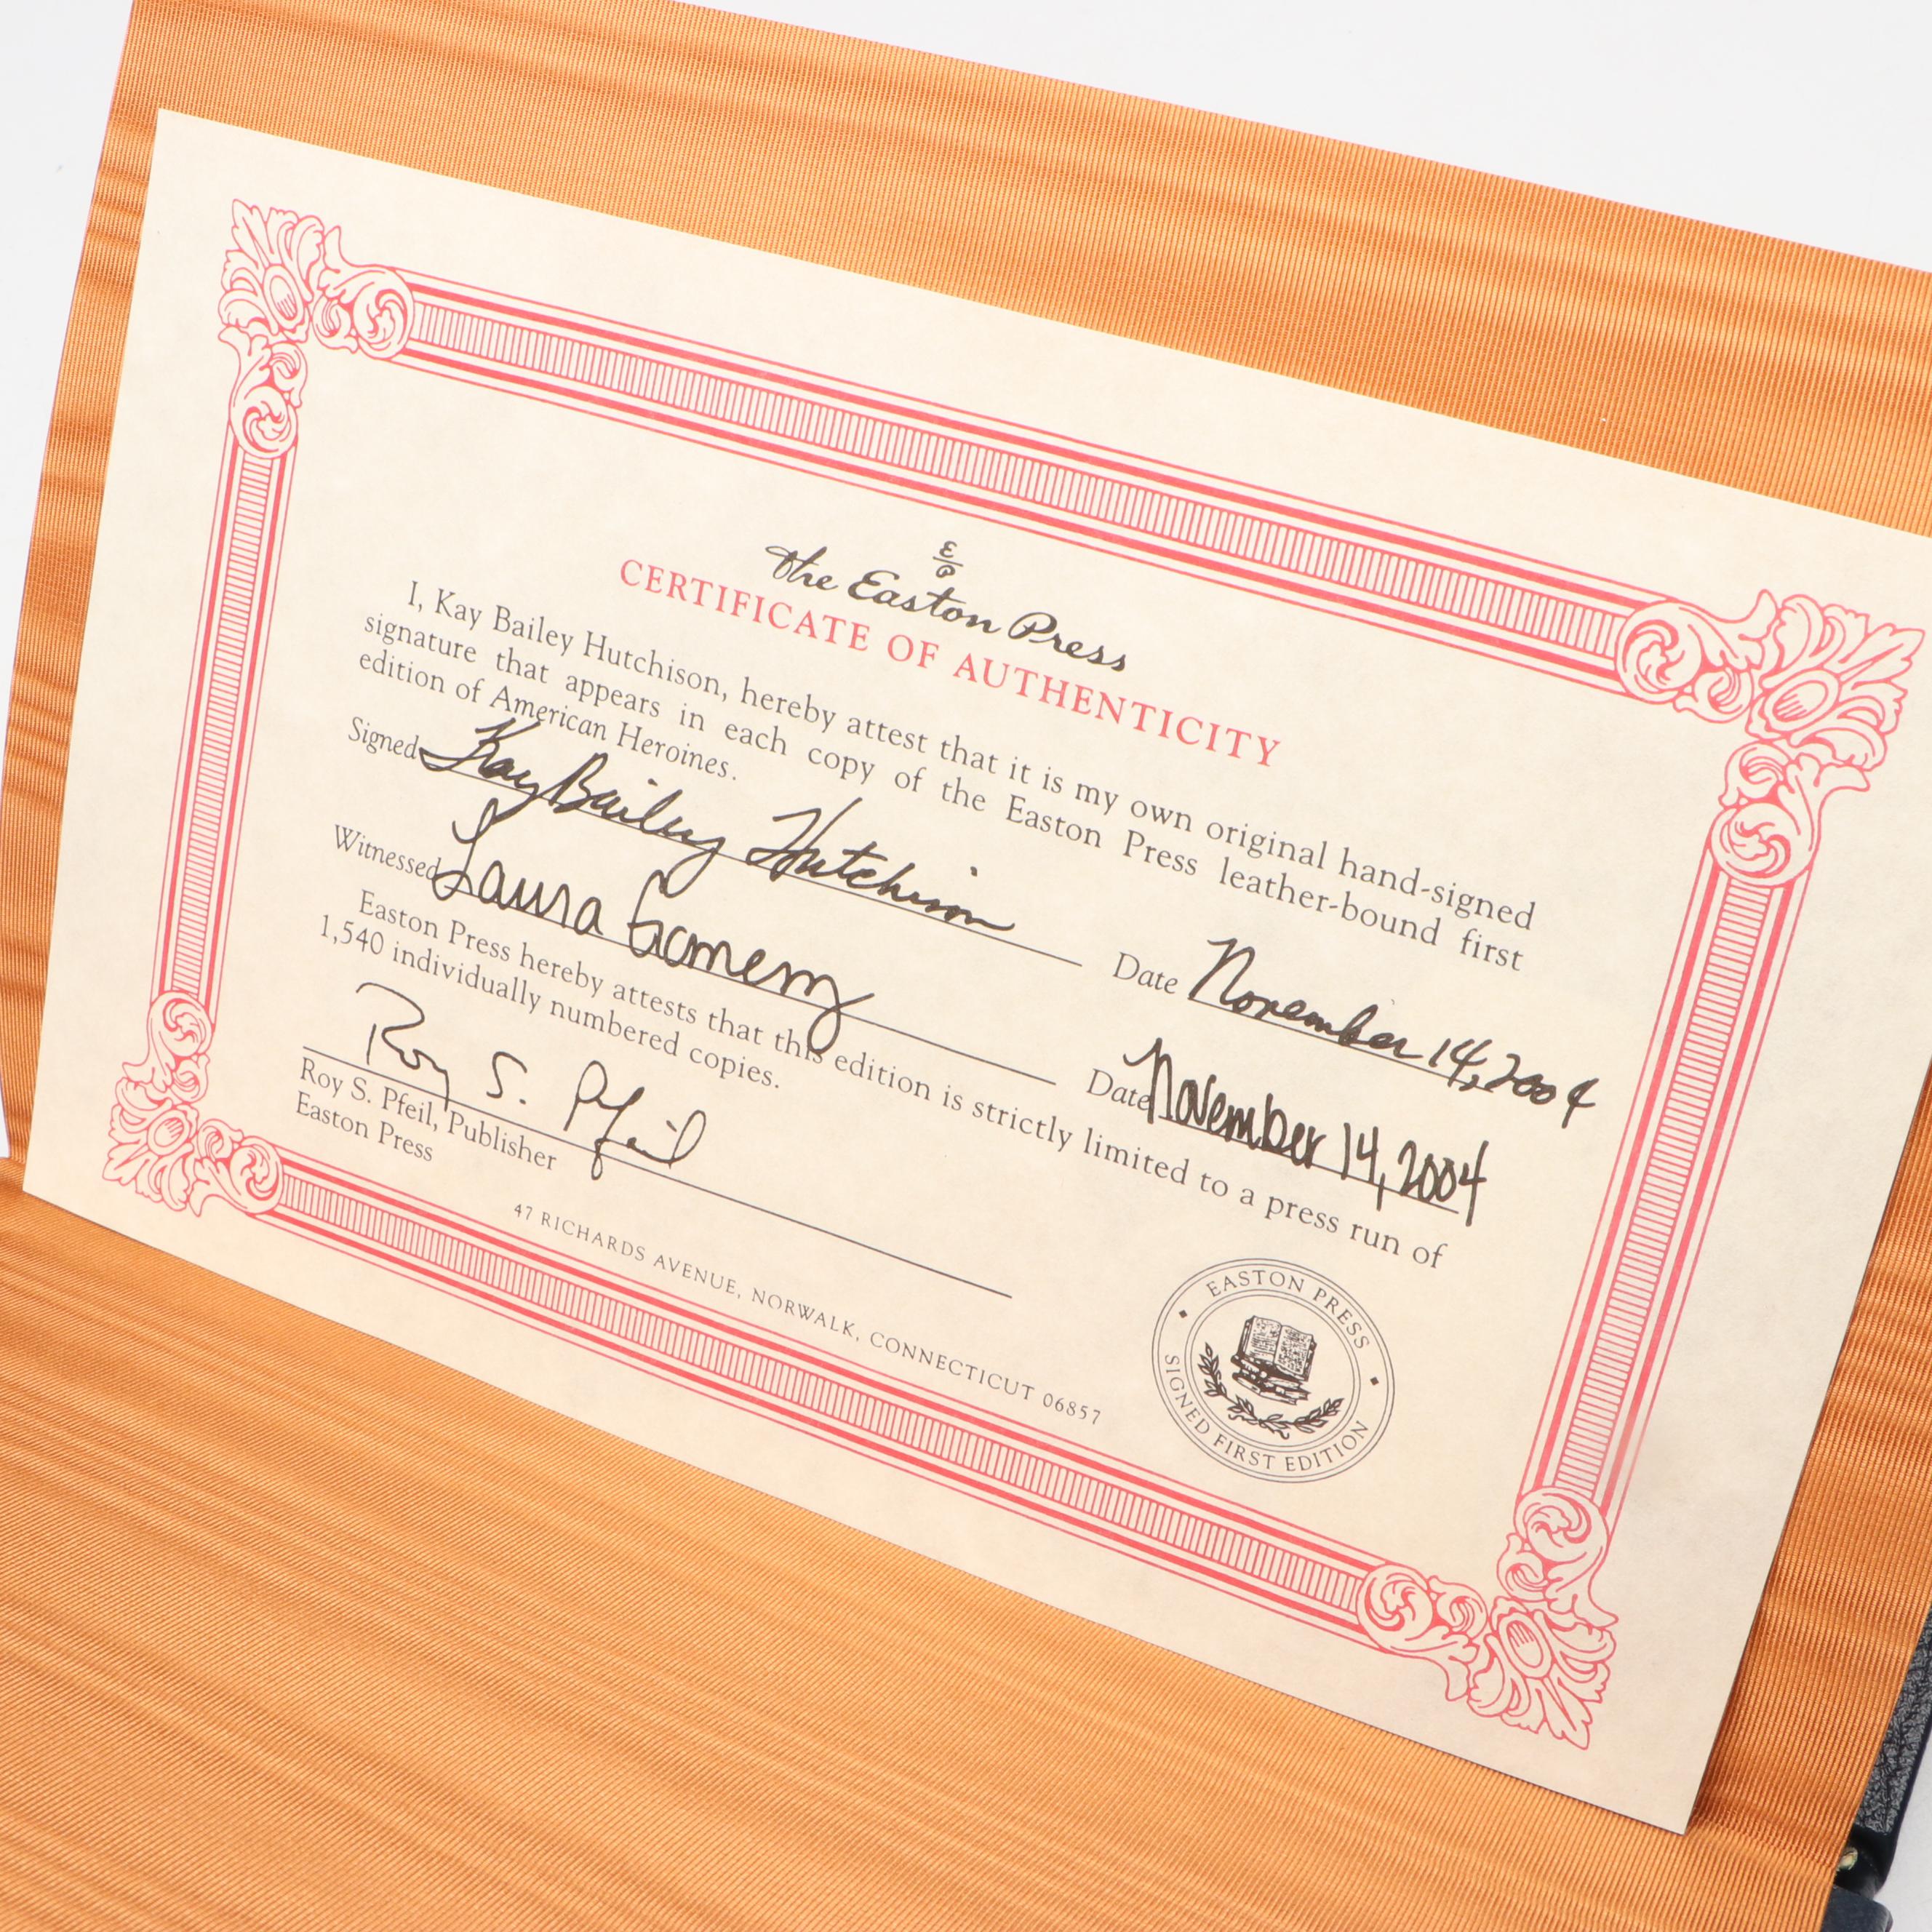 E
P
The Easton Press
CERTIFICATE OF AUTHENTICITY
I, Kay Bailey Hutchison, hereby attest that it is my own original hand-signed
signature that appears in each copy of the Easton Press leather-bound first
edition of American Heroines.
Signed Kay Bailey Hutchison Date November 14, 2004
Witnessed Laura Date November 14, 2004
Easton Press hereby attests that this edition is strictly limited to a press run of
1,540 individually numbered copies.
Roy S. Pfeil
Roy S. Pfeil, Publisher
Easton Press
47 RICHARDS AVENUE, NORWALK, CONNECTICUT 06857
EASTON PRESS
SIGNED FIRST EDITION